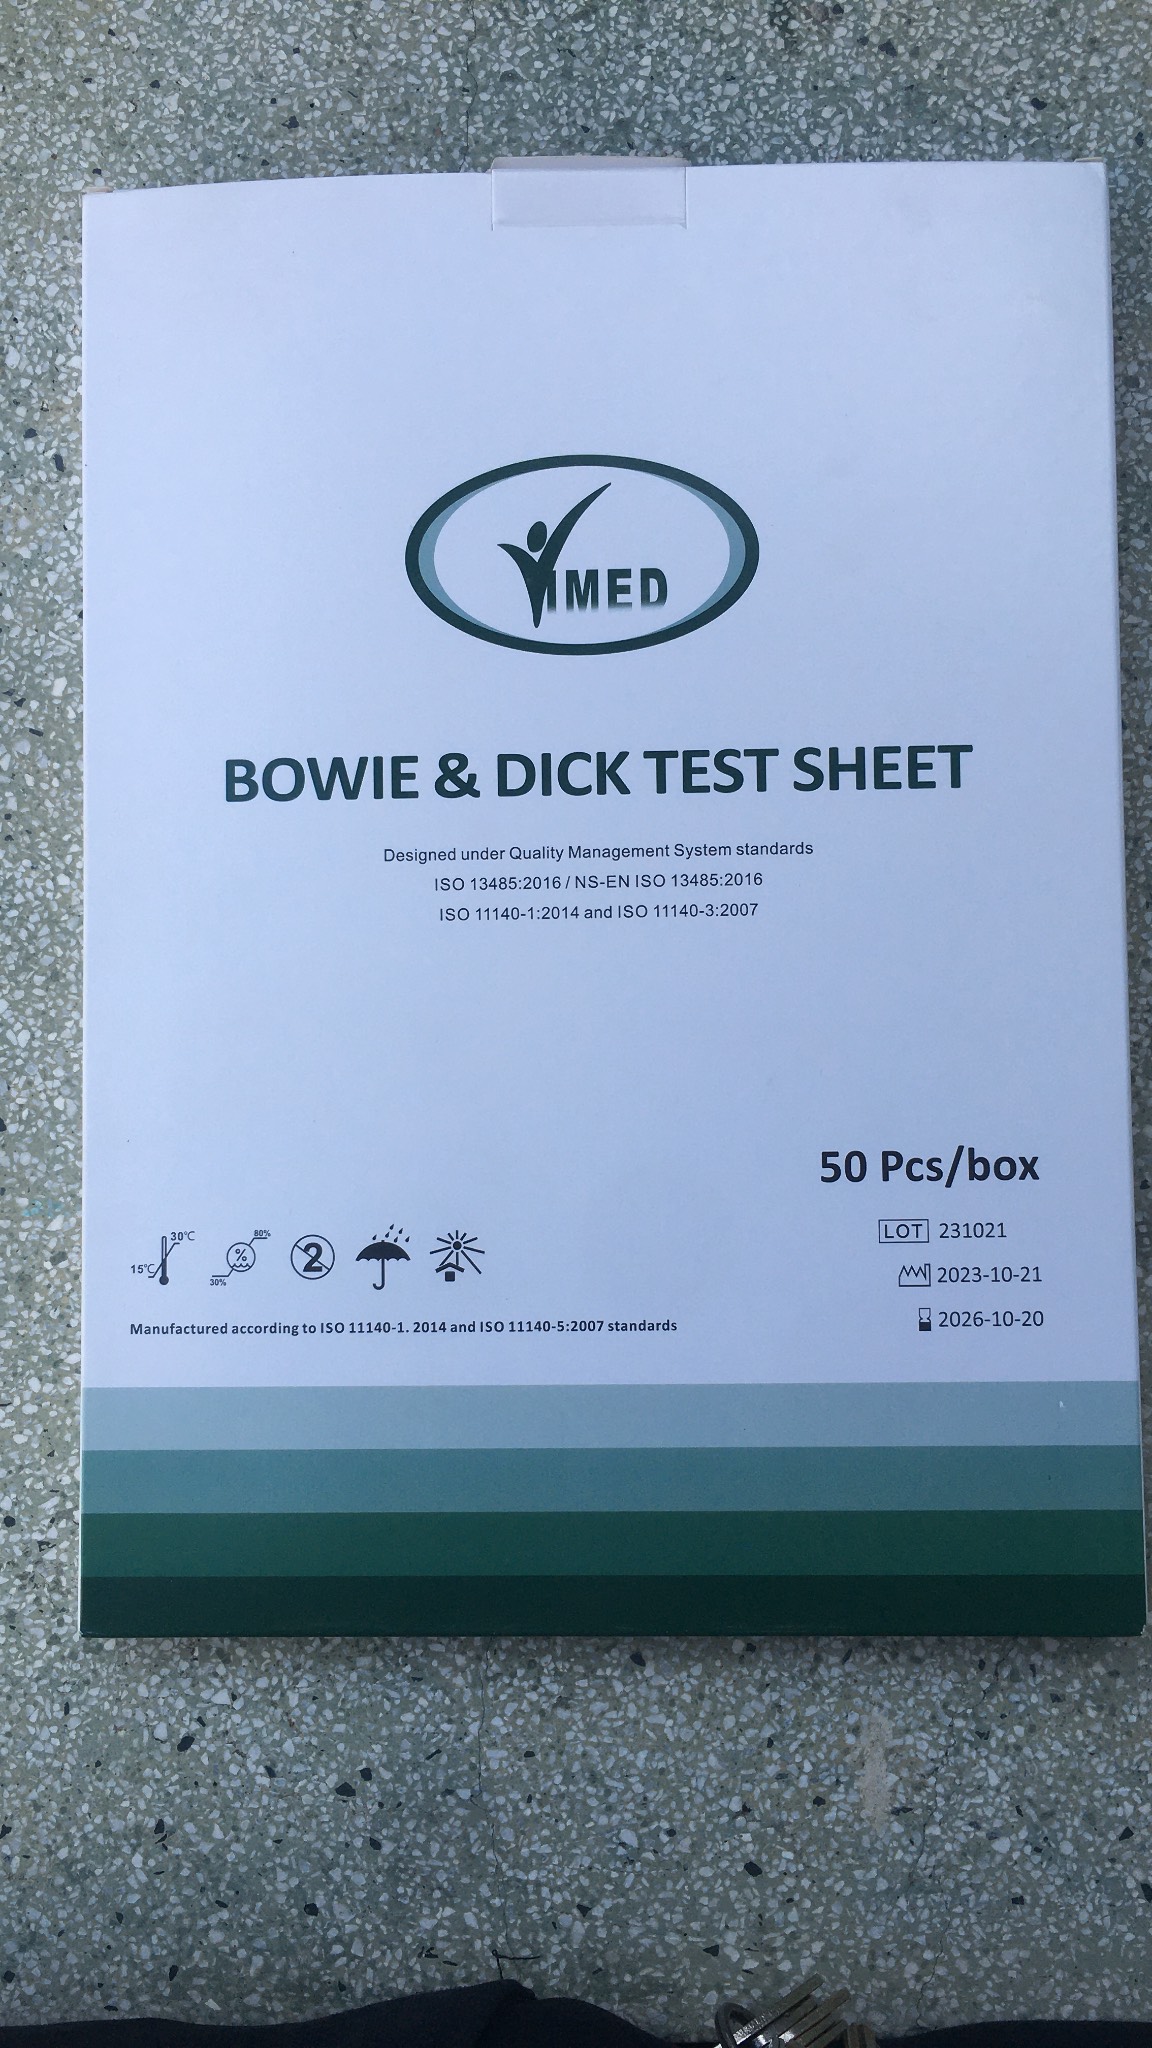 VIMED
BOWIE & DICK TEST SHEET
Designed under Quality Management System standards
ISO 13485:2016 / NS-EN ISO 13485:2016
ISO 11140-1:2014 and ISO 11140-3:2007
50 Pcs/box
LOT 231021
2023-10-21
2026-10-20
30°C
15°C
80%
%
30%
2
Manufactured according to ISO 11140-1. 2014 and ISO 11140-5:2007 standards